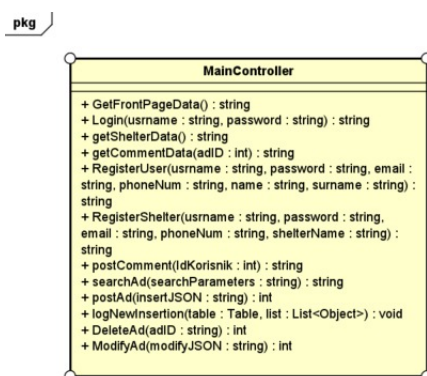 pkg
MainController
+ GetFrontPageData() : string
+ Login(usrname : string, password : string) : string
+ getShelterData() : string
+ getCommentData(adID : int) : string
+ RegisterUser(usrname : string, password : string, email :
string, phoneNum : string, name : string, surname : string) :
string
+ RegisterShelter(usrname : string, password : string,
email : string, phoneNum : string, shelterName : string) :
string
+ postComment(IdKorisnik : int) : string
+ searchAd(searchParameters : string) : string
+ postAd(insertJSON : string) : int
+ logNewInsertion(table : Table, list : List<Object>) : void
+ DeleteAd(adID : string) : int
+ ModifyAd(modifyJSON : string) : int